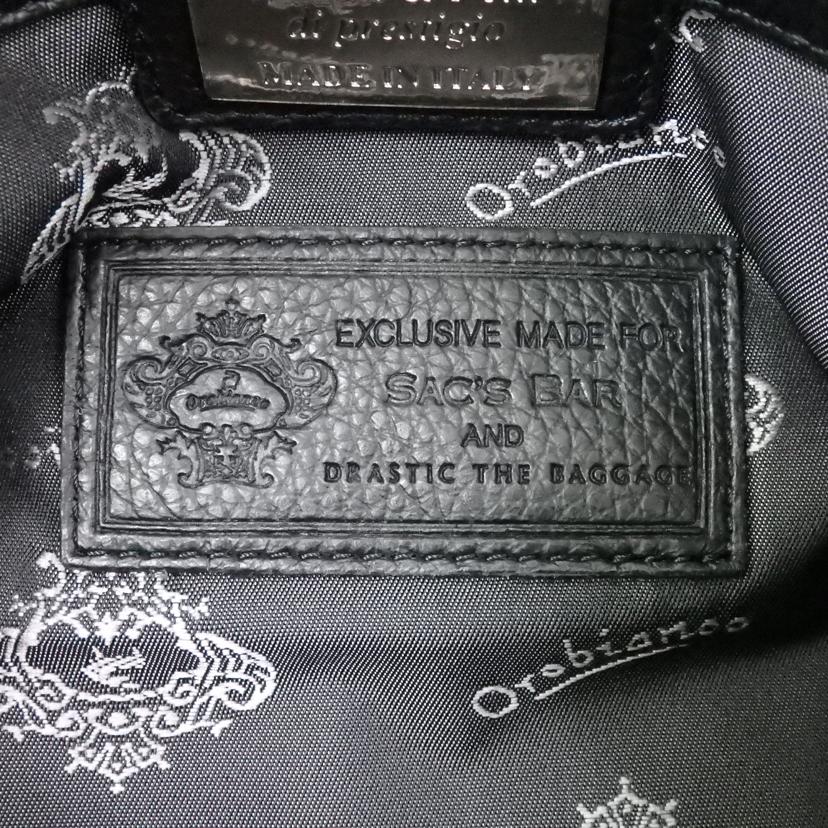 di prestigio
MADE IN ITALY
Orobianco
EXCLUSIVE MADE FOR
SAC'S BAR
AND
DRASTIC THE BAGGAGE
Orobianco
Orobianco